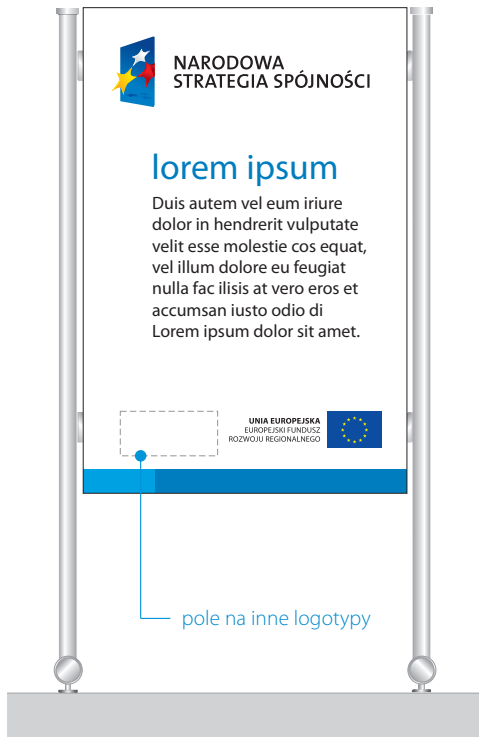 NARODOWA
STRATEGIA SPÓJNOŚCI
lorem ipsum
Duis autem vel eum iriure
dolor in hendrerit vulputate
velit esse molestie cos equat,
vel illum dolore eu feugiat
nulla fac ilisis at vero eros et
accumsan iusto odio di
Lorem ipsum dolor sit amet.
UNIA EUROPEJSKA
EUROPEJSKI FUNDUSZ
ROZWOJU REGIONALNEGO
pole na inne logotypy